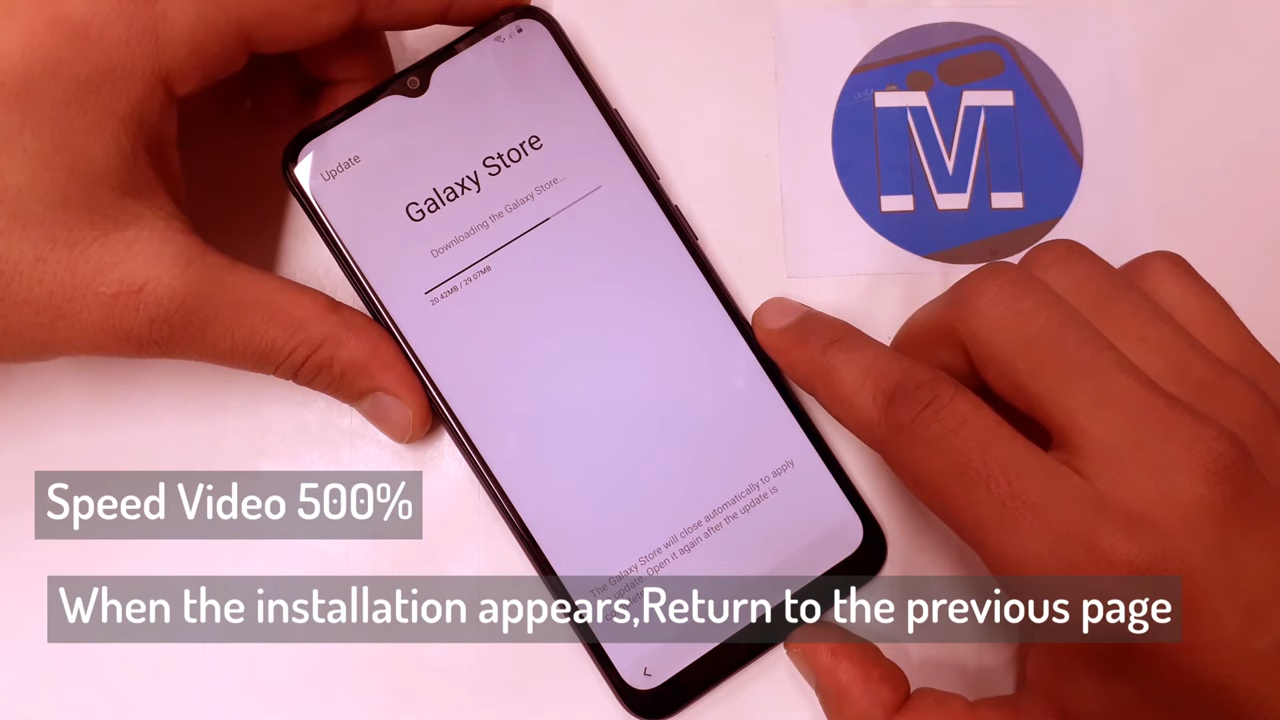 Update
Galaxy Store
Downloading the Galaxy Store...
20.42MB / 29.07MB
M
Speed Video 500%
The Galaxy Store will close automatically to apply
update. Open it again after the update is
When the installation appears,Return to the previous page